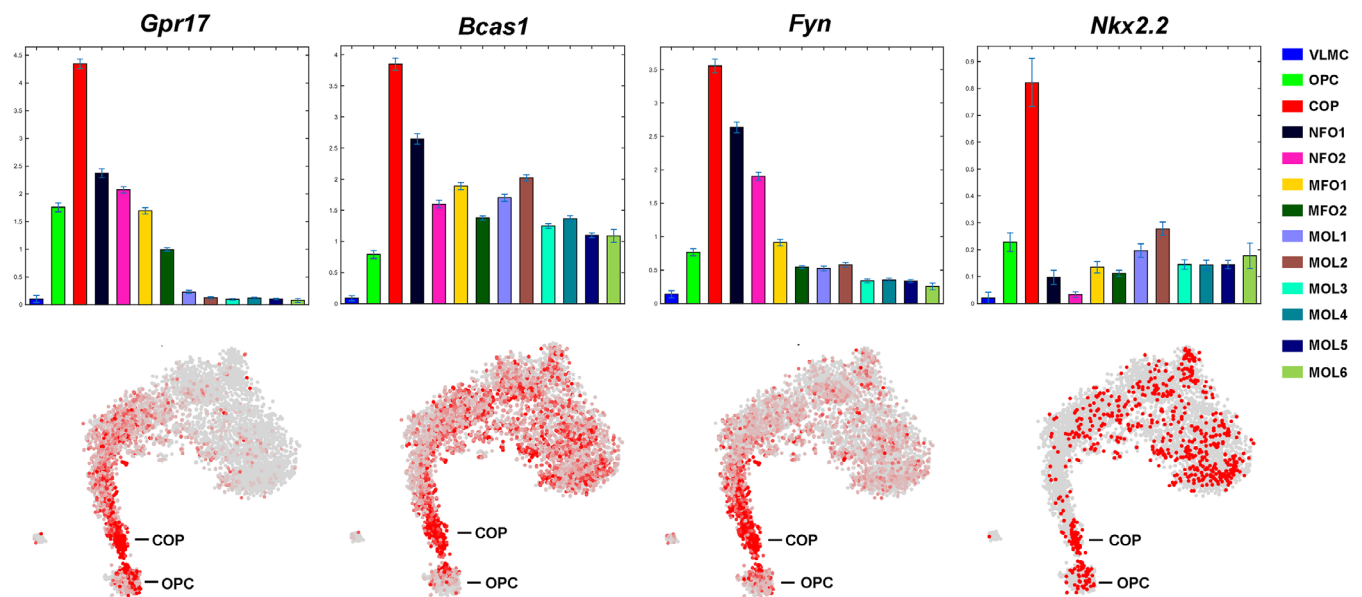 Gpr17
Bcas1
Fyn
Nkx2.2
4.5
4
3.5
3
2.5
2
1.5
1
0.5
0
4
3.5
3
2.5
2
1.5
1
0.5
0
3.5
3
2.5
2
1.5
1
0.5
0
0.9
0.8
0.7
0.6
0.5
0.4
0.3
0.2
0.1
0
VLMC
OPC
COP
NFO1
NFO2
MFO1
MFO2
MOL1
MOL2
MOL3
MOL4
MOL5
MOL6
COP
OPC
COP
OPC
COP
OPC
COP
OPC